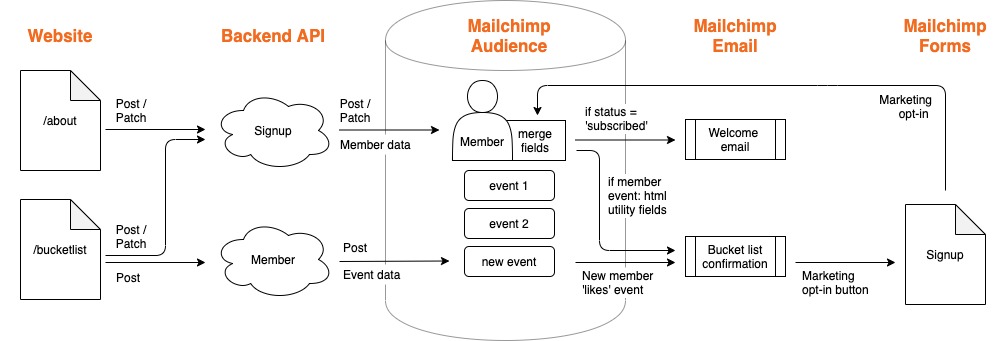 Website
Backend API
Mailchimp
Audience
Mailchimp
Email
Mailchimp
Forms
/about
Post /
Patch
Signup
Post /
Patch
Member data
Member
merge
fields
if status =
'subscribed'
Welcome
email
Marketing
opt-in
event 1
event 2
new event
if member
event: html
utility fields
/bucketlist
Post /
Patch
Post
Member
Post
Event data
New member
'likes' event
Bucket list
confirmation
Marketing
opt-in button
Signup